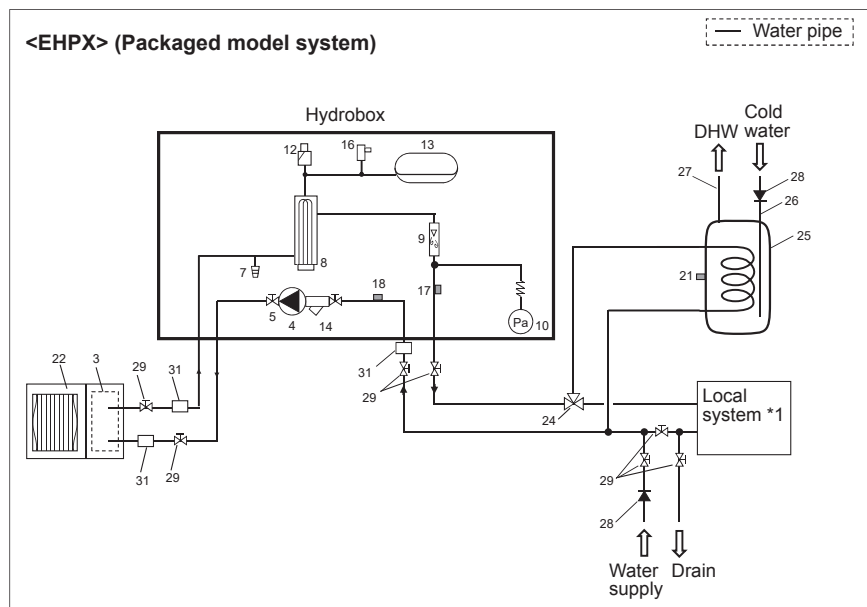 <EHPX> (Packaged model system)
Water pipe
Hydrobox
DHW
Cold
water
12
16
13
27
28
26
25
9
8
7
18
17
21
5
4
14
Pa
10
22
3
29
31
31
29
24
Local
system *1
31
29
29
28
Water
supply
Drain